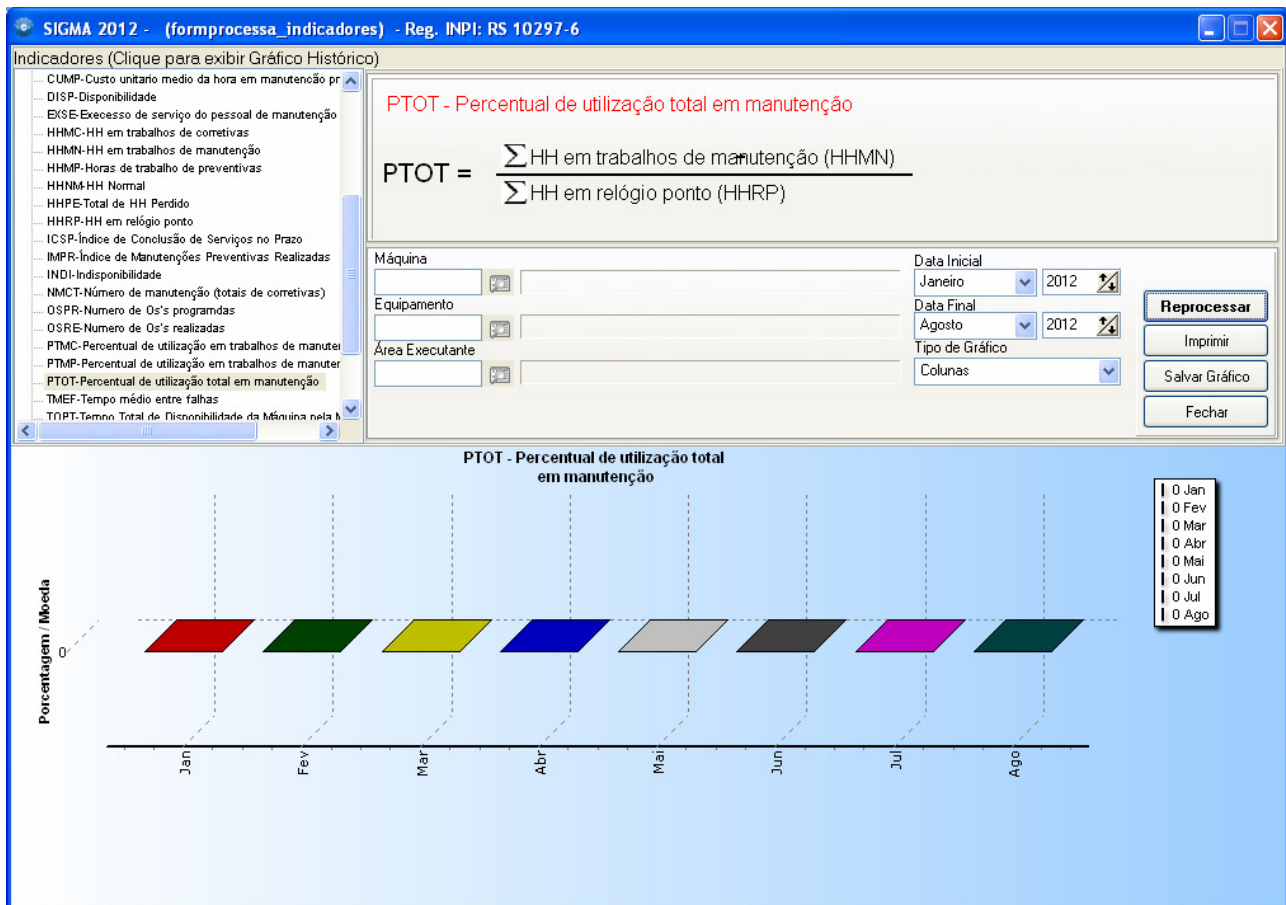 SIGMA 2012 - (formprocessa_indicadores) - Reg. INPI: RS 10297-6
Indicadores (Clique para exibir Gráfico Histórico)
CUMP-Custo unitario medio da hora em manutencão pr
DISP-Disponibilidade
EXSE-Execesso de serviço do pessoal de manutenção
HHMC-HH em trabalhos de corretivas
HHMN-HH em trabalhos de manutenção
HHMP-Horas de trabalho de preventivas
HHNM-HH Normal
HHPE-Total de HH Perdido
HHRP-HH em relógio ponto
ICSP-Índice de Conclusão de Serviços no Prazo
IMPR-Índice de Manutenções Preventivas Realizadas
INDI-Indisponibilidade
NMCT-Número de manutenção (totais de corretivas)
OSPR-Numero de Os's programdas
OSRE-Numero de Os's realizadas
PTMC-Percentual de utilização em trabalhos de manuter
PTMP-Percentual de utilização em trabalhos de manuter
PTOT-Percentual de utilização total em manutenção
TMEF-Tempo médio entre falhas
TOPT-Tempo Total de Disponibilidade da Máquina pela M
PTOT - Percentual de utilização total em manutenção
PTOT =
∑HH em trabalhos de manutenção (HHMN)
∑HH em relógio ponto (HHRP)
Máquina
Equipamento
Área Executante
Data Inicial
Janeiro 2012
Data Final
Agosto 2012
Tipo de Gráfico
Colunas
Reprocessar
Imprimir
Salvar Gráfico
Fechar
PTOT - Percentual de utilização total
em manutenção
Porcentagem / Moeda
0
Jan Fev Mar Abr Mai Jun Jul Ago
0 Jan
0 Fev
0 Mar
0 Abr
0 Mai
0 Jun
0 Jul
0 Ago